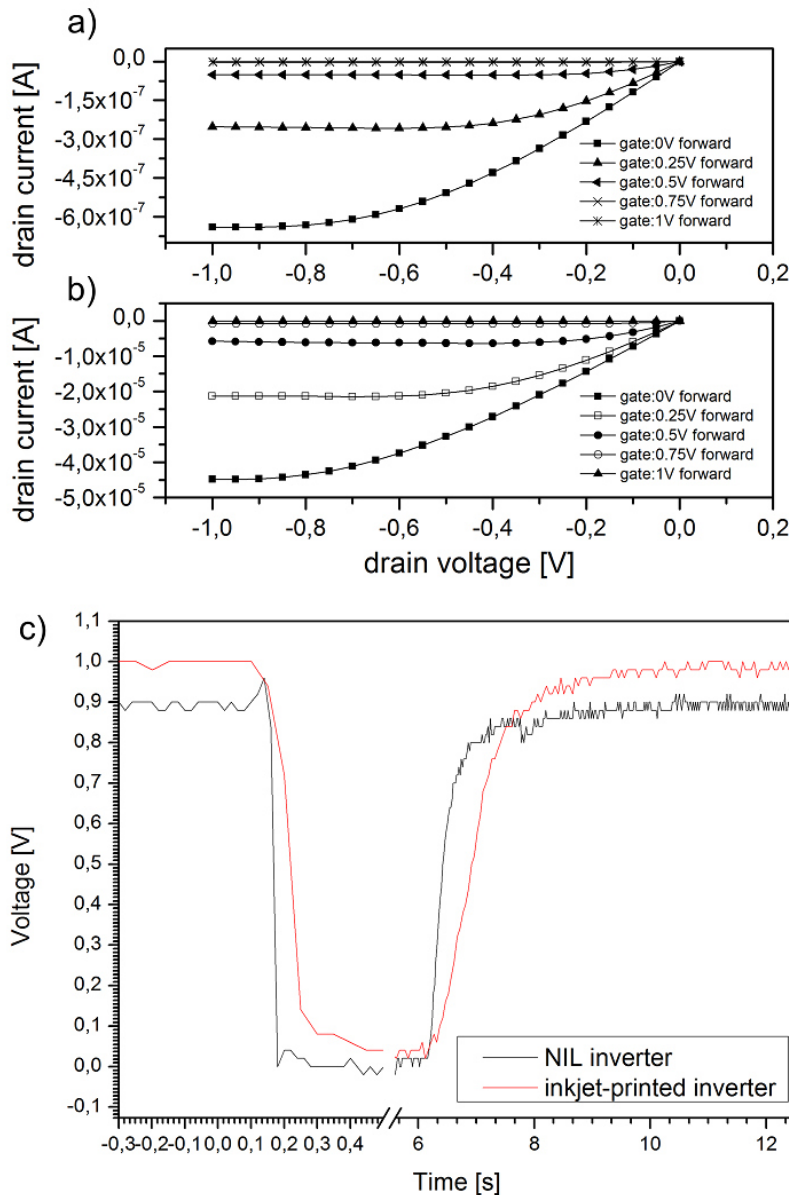 a)
drain current [A]
0,0
-1,5x10⁻⁷
-3,0x10⁻⁷
-4,5x10⁻⁷
-6,0x10⁻⁷
gate:0V forward
gate:0.25V forward
gate:0.5V forward
gate:0.75V forward
gate:1V forward
-1,0 -0,8 -0,6 -0,4 -0,2 0,0 0,2
b)
drain current [A]
0,0
-1,0x10⁻⁵
-2,0x10⁻⁵
-3,0x10⁻⁵
-4,0x10⁻⁵
-5,0x10⁻⁵
gate:0V forward
gate:0.25V forward
gate:0.5V forward
gate:0.75V forward
gate:1V forward
-1,0 -0,8 -0,6 -0,4 -0,2 0,0 0,2
drain voltage [V]
c)
Voltage [V]
1,1
1,0
0,9
0,8
0,7
0,6
0,5
0,4
0,3
0,2
0,1
0,0
-0,1
NIL inverter
inkjet-printed inverter
-0,3 -0,2 -0,1 0,0 0,1 0,2 0,3 0,4 6 8 10 12
Time [s]